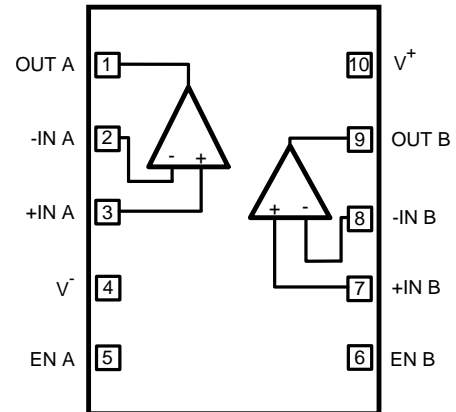 OUT A 1 10 V+
-IN A 2 9 OUT B
- +
+IN A 3 + - 8 -IN B
V- 4 7 +IN B
EN A 5 6 EN B